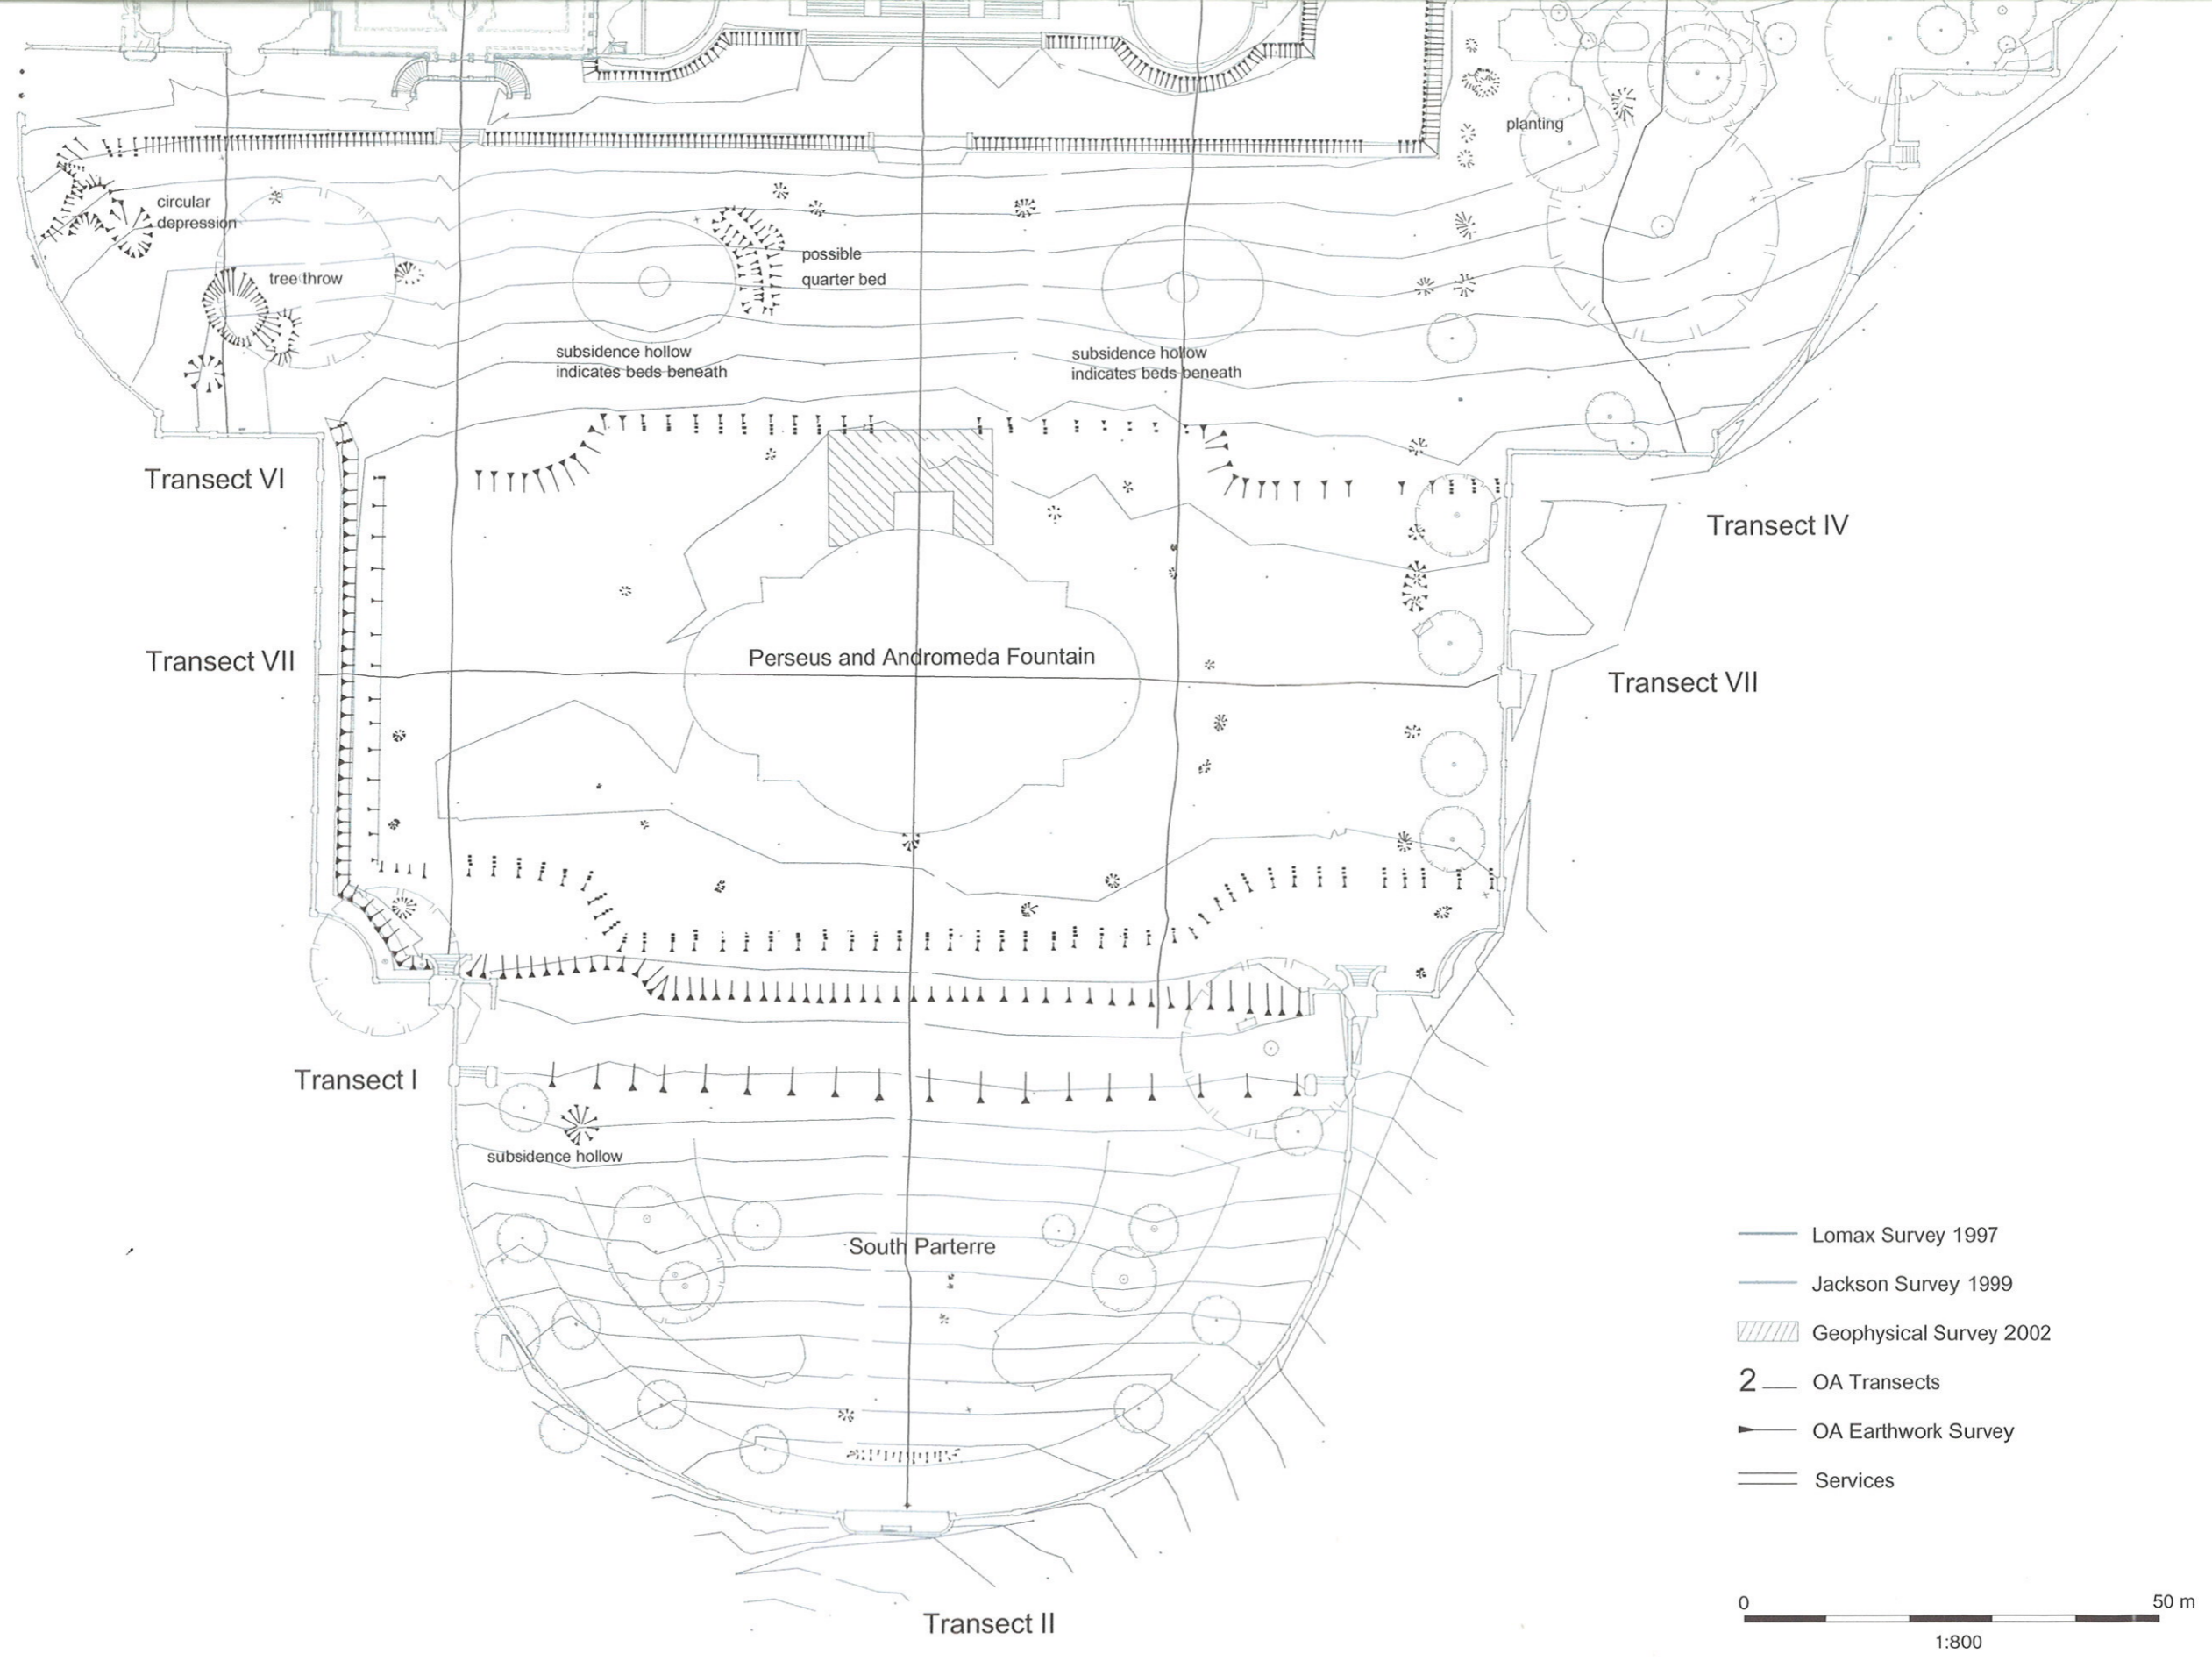 planting
circular
depression
possible
quarter bed
tree throw
subsidence hollow
indicates beds beneath
subsidence hollow
indicates beds beneath
Transect VI
Transect IV
Perseus and Andromeda Fountain
Transect VII
Transect VII
Transect I
subsidence hollow
South Parterre
Lomax Survey 1997
Jackson Survey 1999
Geophysical Survey 2002
2 OA Transects
OA Earthwork Survey
Services
0 50 m
1:800
Transect II